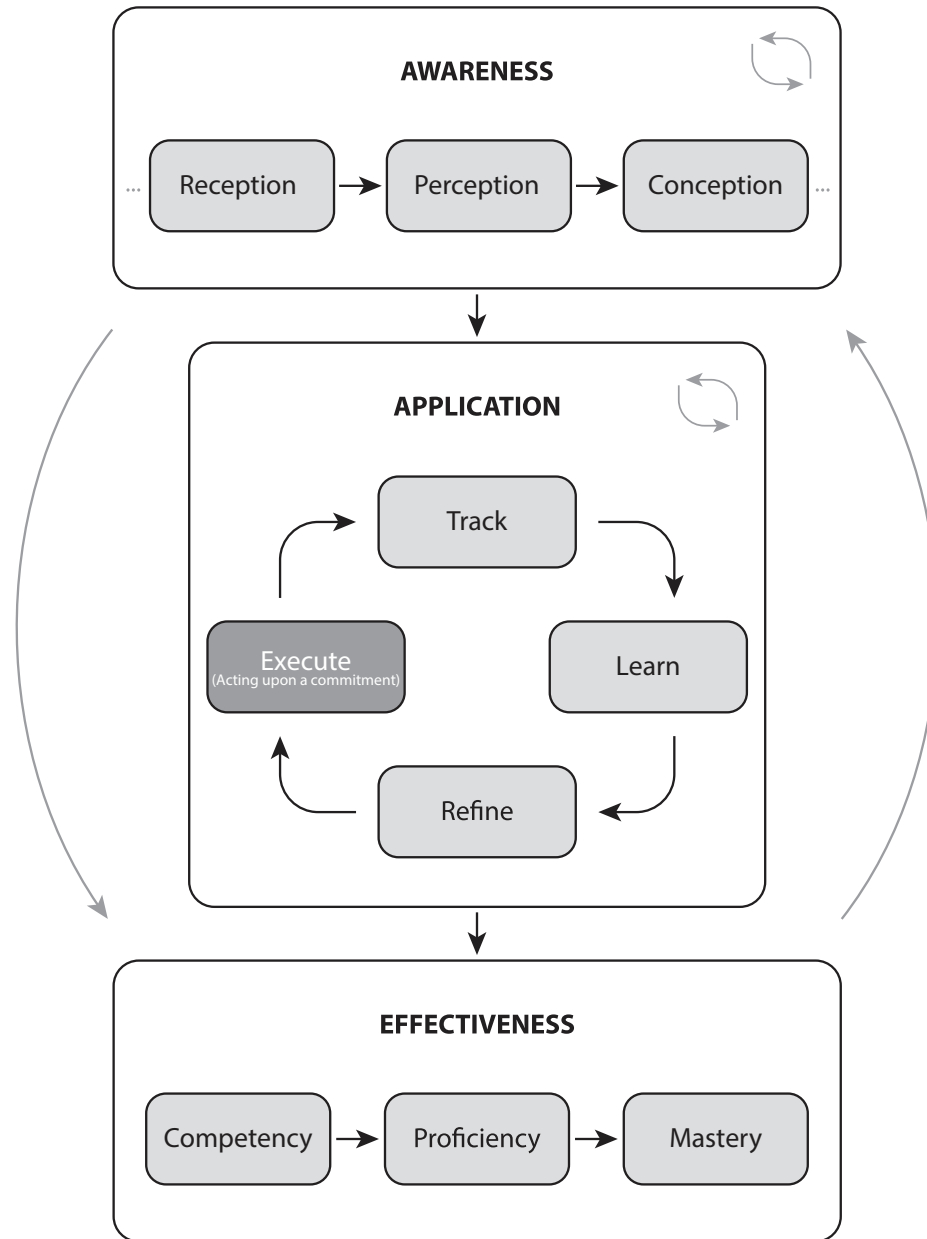 AWARENESS
... Reception Perception Conception ...
APPLICATION
Track
Execute
(Acting upon a commitment)
Learn
Refine
EFFECTIVENESS
Competency Proficiency Mastery